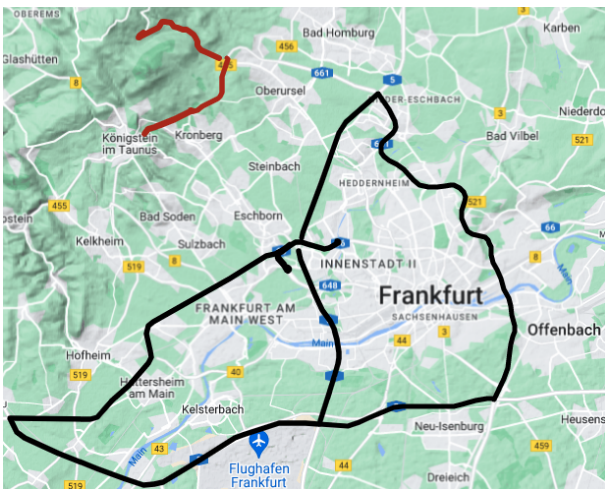 OBEREMS
3
Karben
Bad Homburg
456
Glashütten
455
661
5
8
Oberursel
Niederdo
Königstein
im Taunus
Kronberg
Bad Vilbel
521
Steinbach
HEDDERNHEIM
455
Bad Soden
Eschborn
521
66
Kelkheim
Sulzbach
519
8
INNENSTADT II
8
Main
648
FRANKFURT AM
MAIN WEST
Frankfurt
SACHSENHAUSEN
3
Offenbach
Main
44
Hofheim
519
Hattersheim
am Main
40
Kelsterbach
Neu-Isenburg
Heusens
43
Main
459
519
Flughafen
Frankfurt
44
Dreieich
3